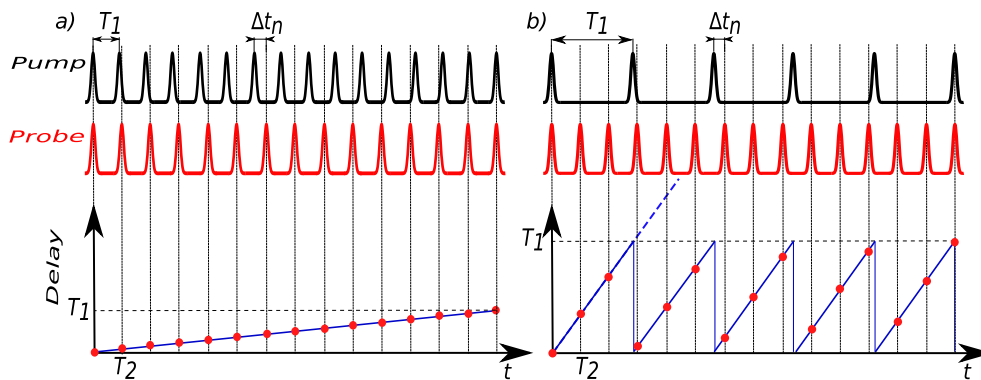 a) T1 Δtn
Pump
Probe
Delay
T1
T2 t
b) T1 Δtn
T1
T2 t